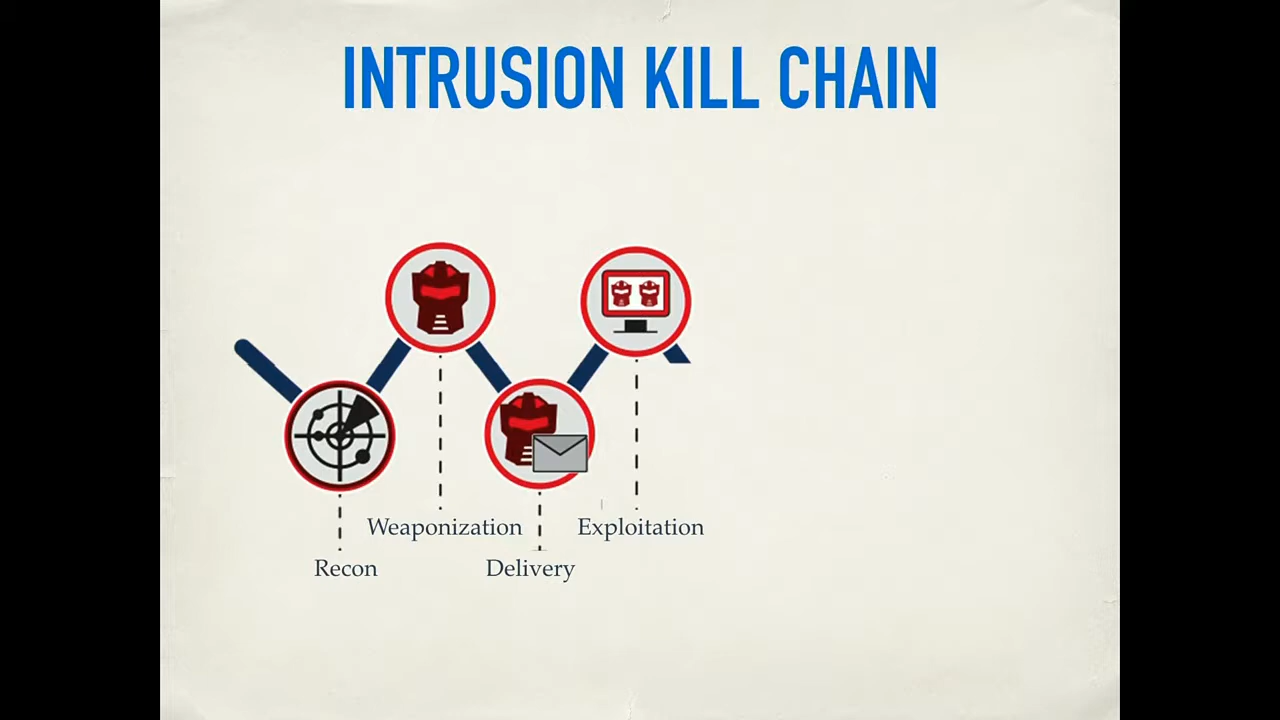 INTRUSION KILL CHAIN
Weaponization
Exploitation
Recon
Delivery